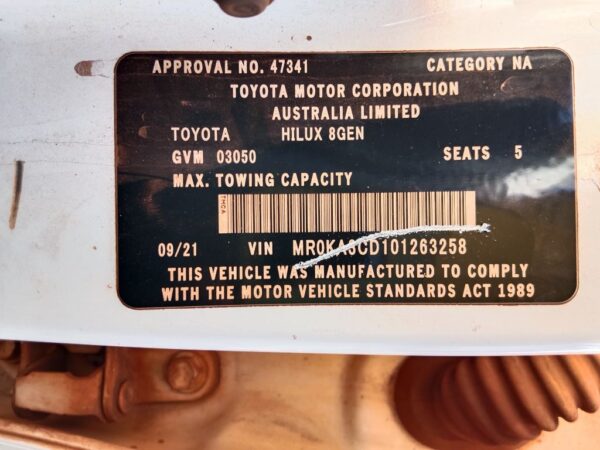 APPROVAL NO. 47341 CATEGORY NA
TOYOTA MOTOR CORPORATION
AUSTRALIA LIMITED
TOYOTA HILUX 8GEN
GVM 03050 SEATS 5
MAX. TOWING CAPACITY
09/21 VIN MR0KA3CD101263258
THIS VEHICLE WAS MANUFACTURED TO COMPLY
WITH THE MOTOR VEHICLE STANDARDS ACT 1989